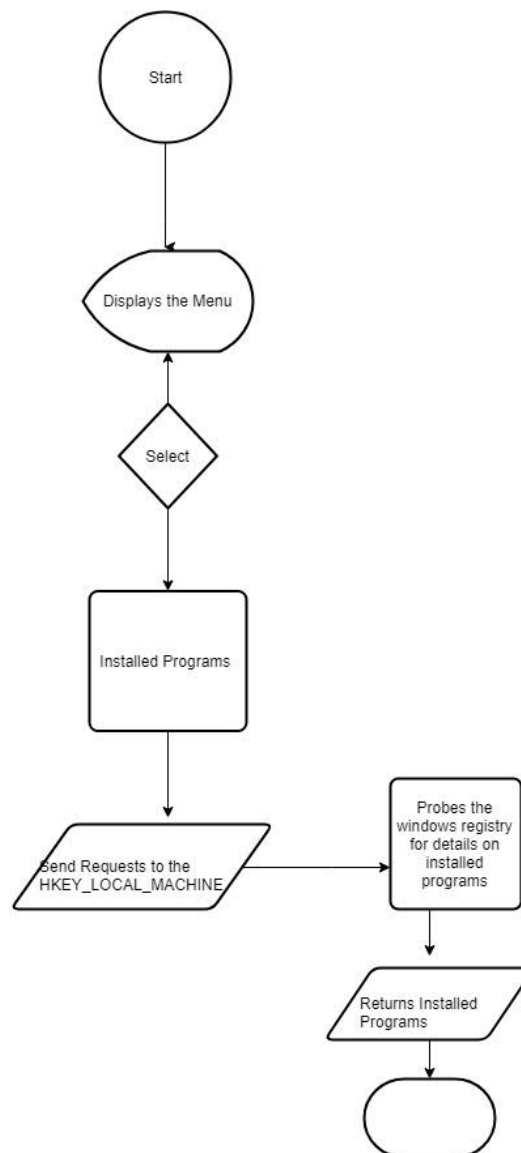 Start
Displays the Menu
Select
Installed Programs
Send Requests to the
HKEY_LOCAL_MACHINE
Probes the
windows registry
for details on
installed
programs
Returns Installed
Programs